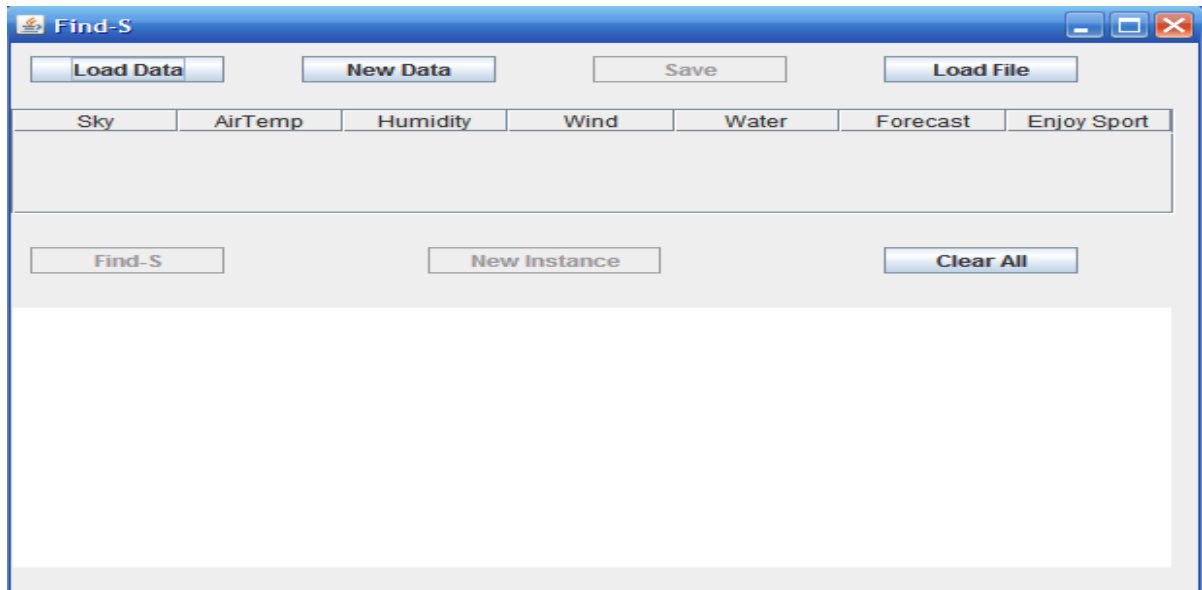 Find-S
Load Data New Data Save Load File
Sky AirTemp Humidity Wind Water Forecast Enjoy Sport
Find-S New Instance Clear All